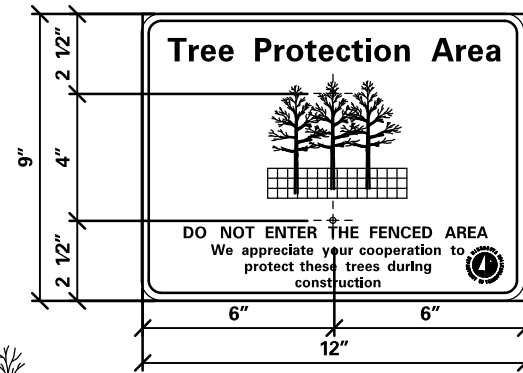 Tree Protection Area
2 1/2"
9"
4"
2 1/2"
DO NOT ENTER THE FENCED AREA
We appreciate your cooperation to
protect these trees during
construction
6"
6"
12"